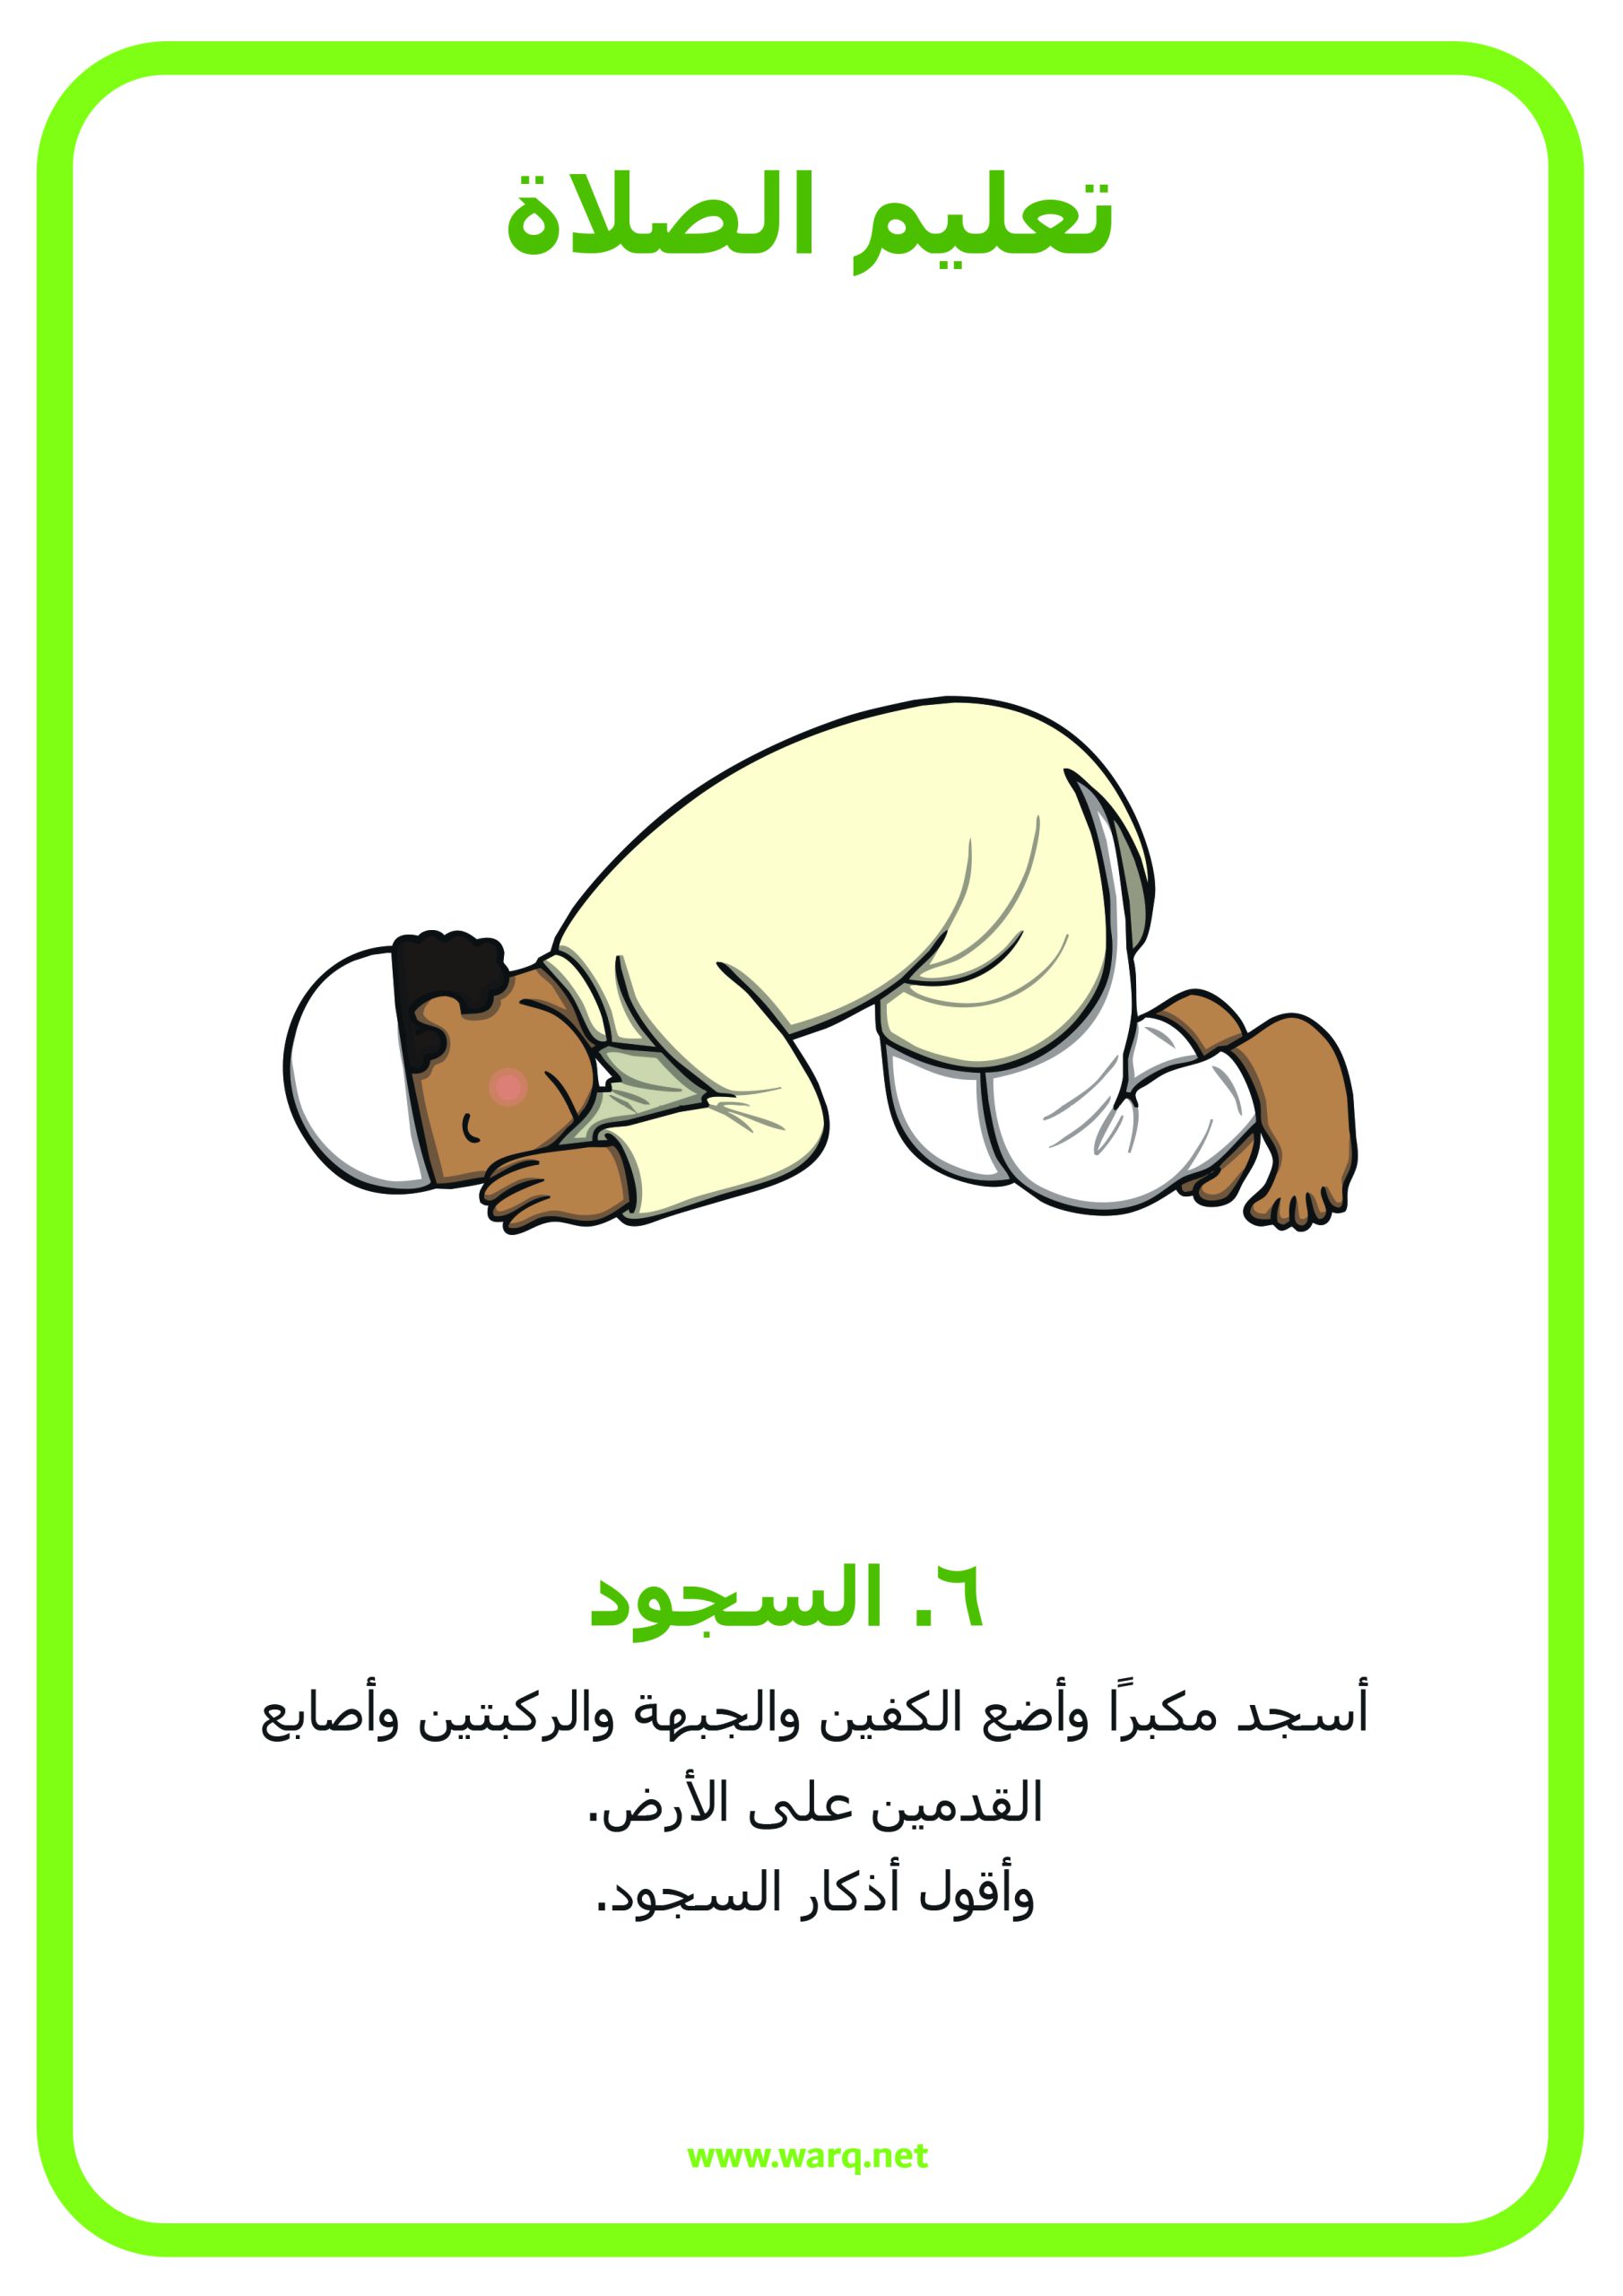 تعليم الصلاة
٦. السجود
أسجد مكبرًا وأضع الكفين والجبهة والركبتين وأصابع
القدمين على الأرض.
وأقول أذكار السجود.
www.warq.net